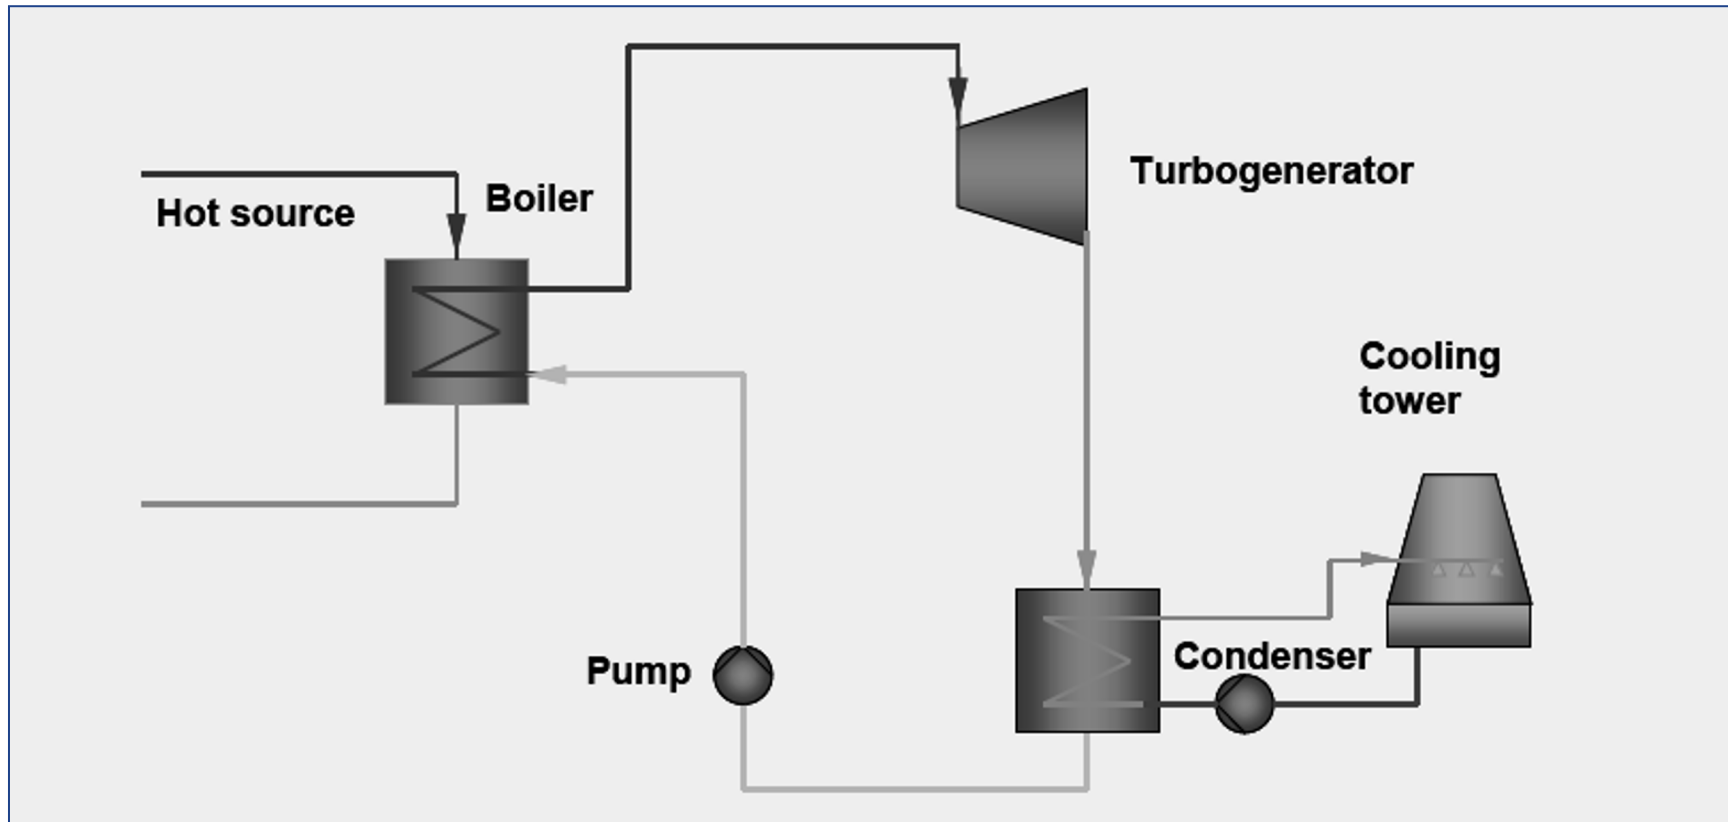 Turbogenerator
Boiler
Hot source
Cooling
tower
Condenser
Pump